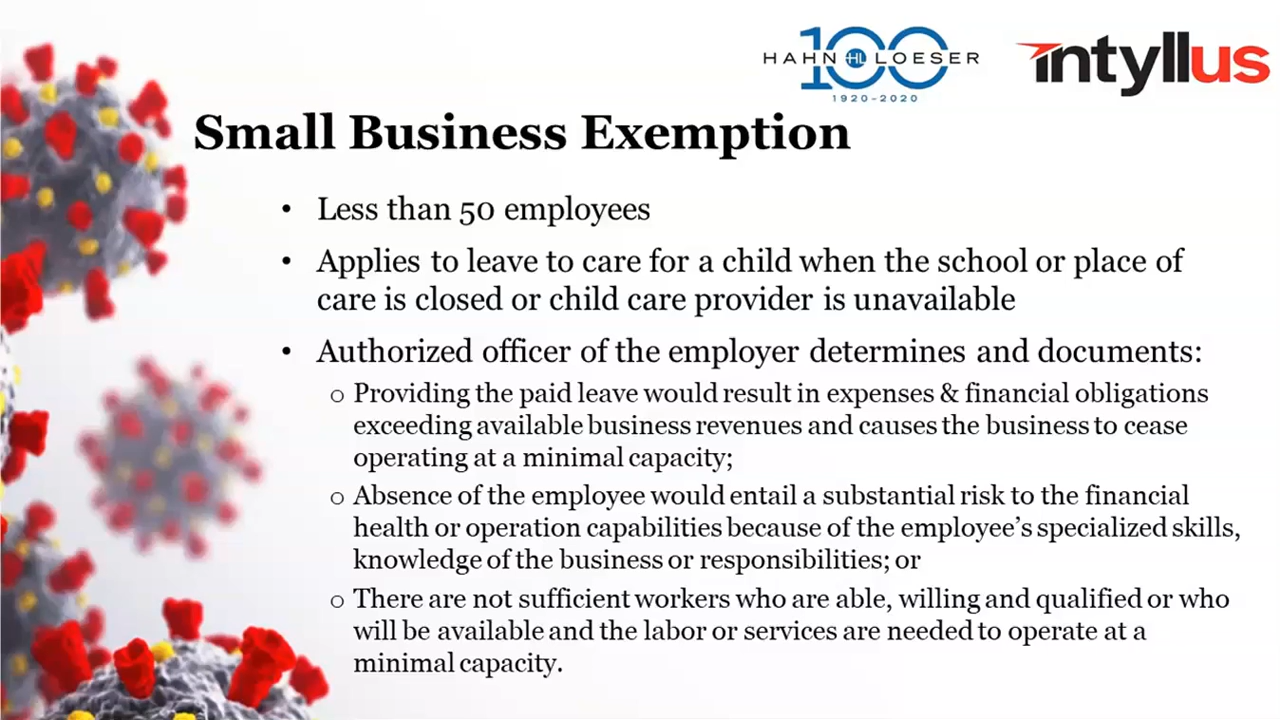 HAHN HL LOESER
100
1920-2020
intyllus
Small Business Exemption
• Less than 50 employees
• Applies to leave to care for a child when the school or place of
care is closed or child care provider is unavailable
• Authorized officer of the employer determines and documents:
o Providing the paid leave would result in expenses & financial obligations
exceeding available business revenues and causes the business to cease
operating at a minimal capacity;
o Absence of the employee would entail a substantial risk to the financial
health or operation capabilities because of the employee’s specialized skills,
knowledge of the business or responsibilities; or
o There are not sufficient workers who are able, willing and qualified or who
will be available and the labor or services are needed to operate at a
minimal capacity.